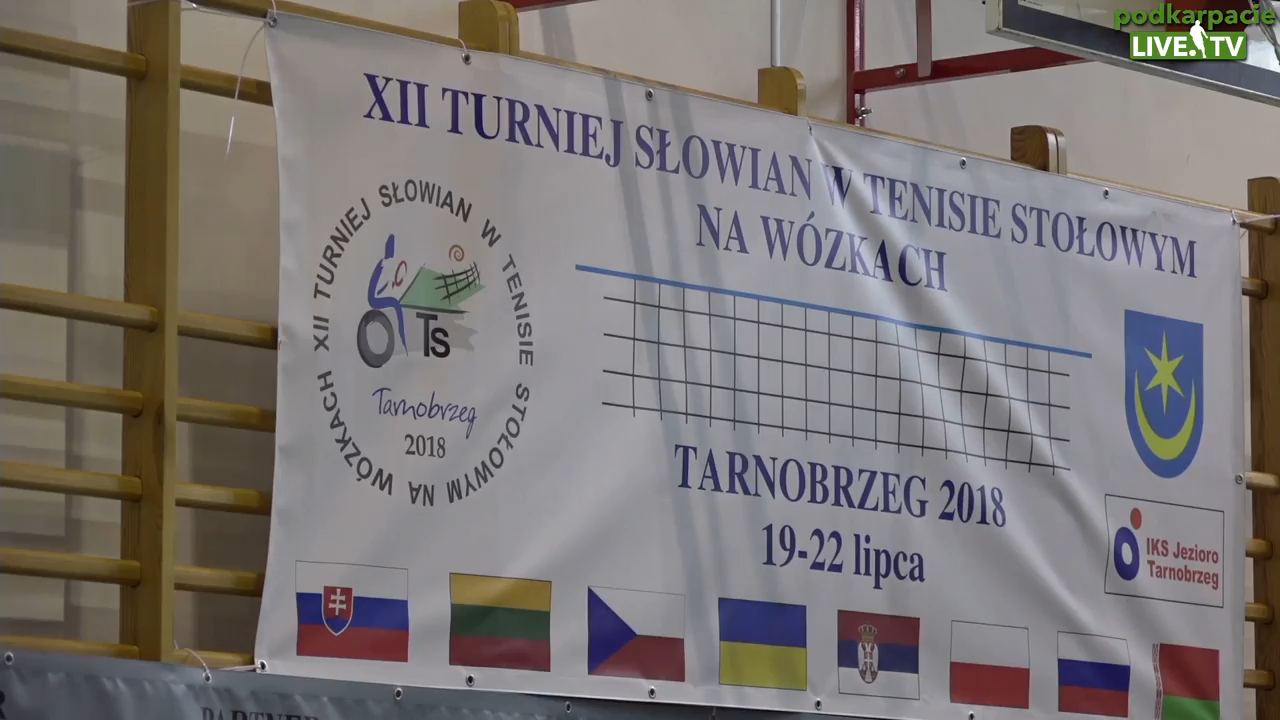 podkarpacie
LIVE.TV
XII TURNIEJ SŁOWIAN W TENISIE STOŁOWYM
NA WÓZKACH
XII TURNIEJ SŁOWIAN W TENISIE STOŁOWYM NA WÓZKACH
Ts
Tarnobrzeg
2018
TARNOBRZEG 2018
19-22 lipca
IKS Jezioro
Tarnobrzeg